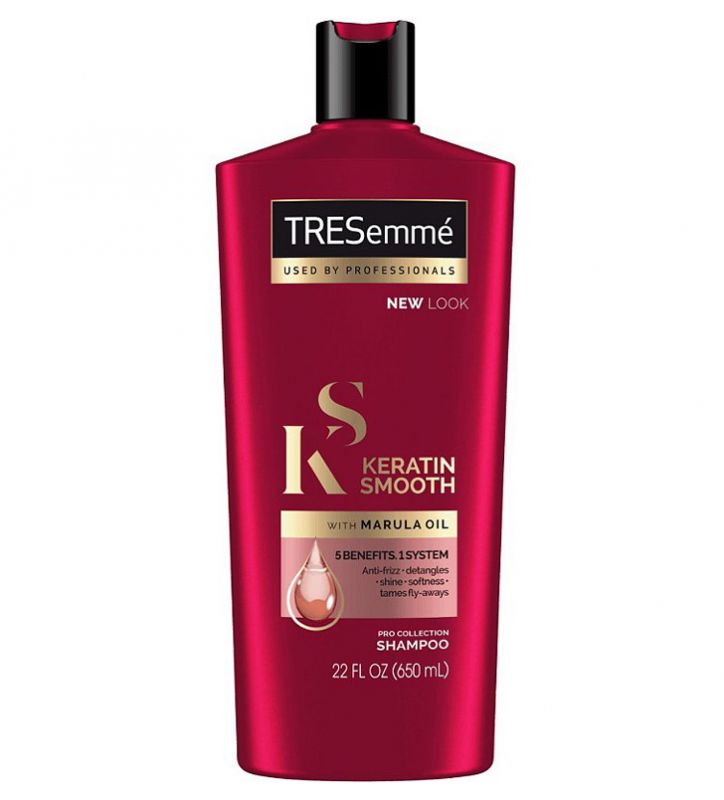 TRESemmé
USED BY PROFESSIONALS
NEW LOOK
KS
KERATIN
SMOOTH
WITH MARULA OIL
5 BENEFITS. 1 SYSTEM
Anti-frizz • detangles
• shine • softness •
tames fly-aways
PRO COLLECTION
SHAMPOO
22 FL OZ (650 mL)